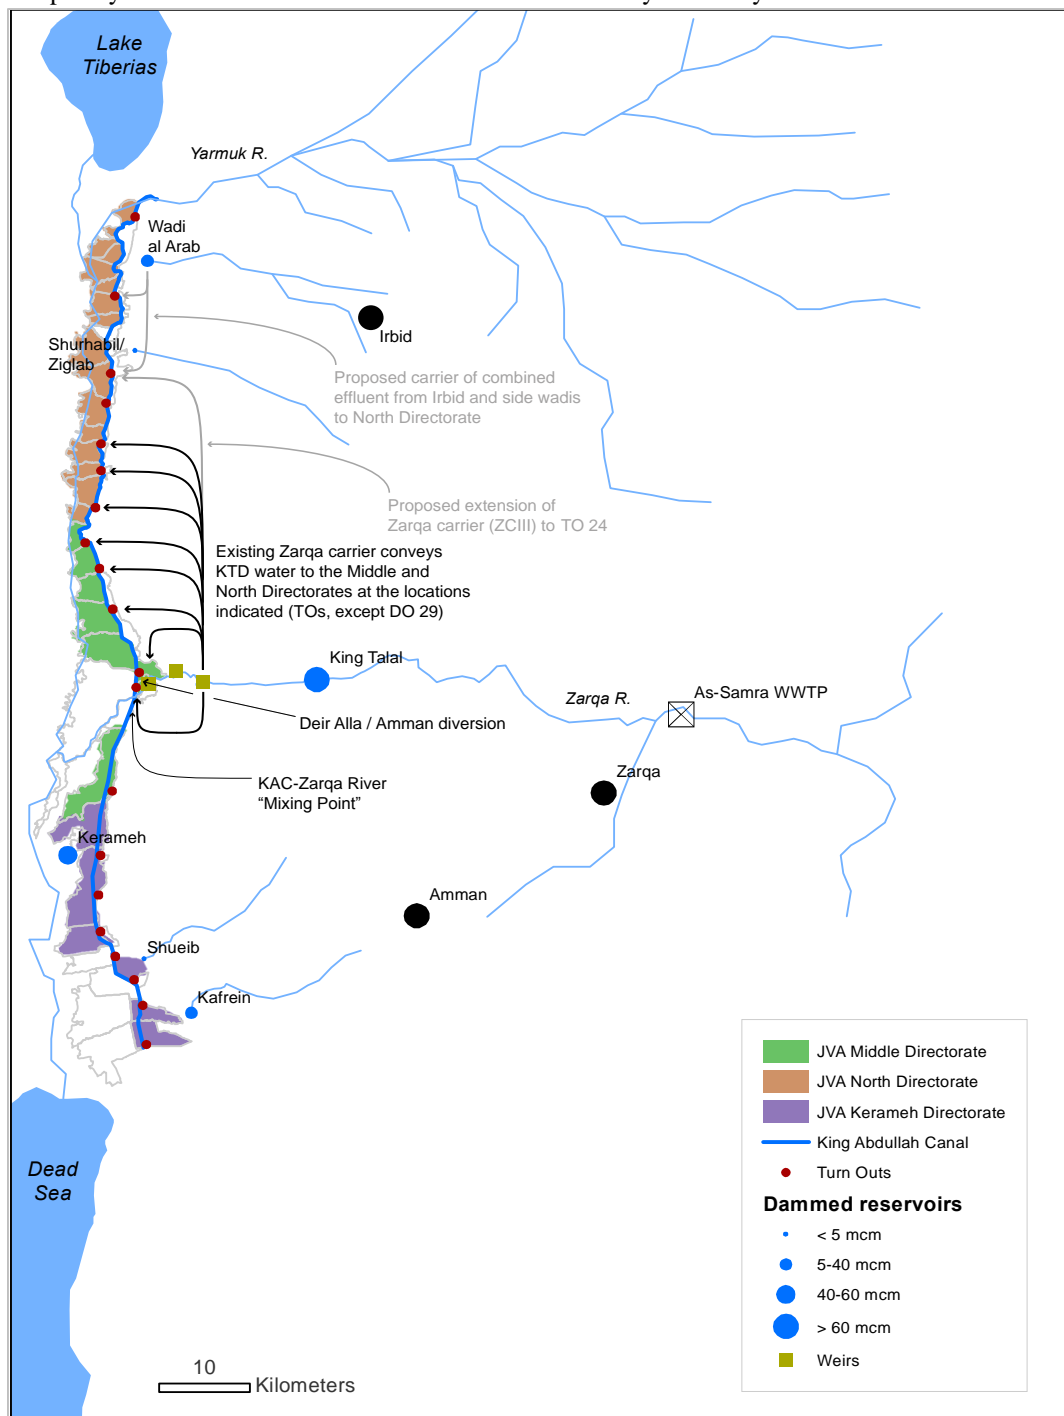 Lake
Tiberias
Yarmuk R.
Wadi
al Arab
Irbid
Shurhabil/
Ziglab
Proposed carrier of combined
effluent from Irbid and side wadis
to North Directorate
Proposed extension of
Zarqa carrier (ZCIII) to TO 24
Existing Zarqa carrier conveys
KTD water to the Middle and
North Directorates at the locations
indicated (TOs, except DO 29)
King Talal
Zarqa R.
As-Samra WWTP
Deir Alla / Amman diversion
KAC-Zarqa River
“Mixing Point”
Zarqa
Kerameh
Amman
Shueib
Kafrein
Dead
Sea
JVA Middle Directorate
JVA North Directorate
JVA Kerameh Directorate
King Abdullah Canal
Turn Outs
Dammed reservoirs
< 5 mcm
5-40 mcm
40-60 mcm
> 60 mcm
Weirs
10
Kilometers